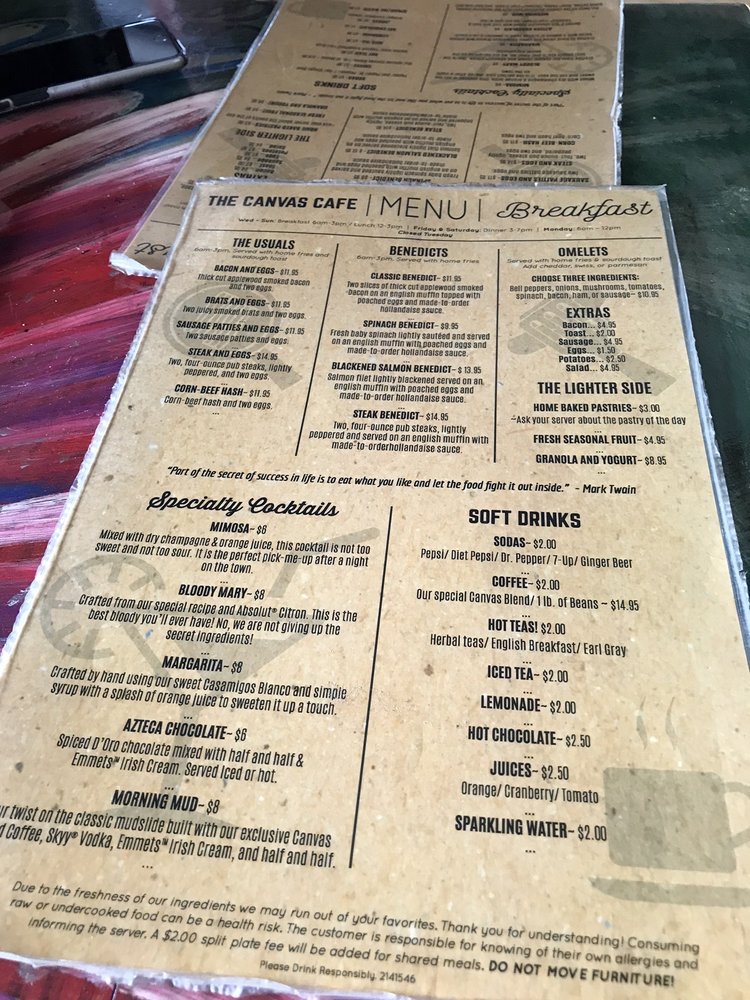 THE CANVAS CAFE | MENU | Breakfast
Wed - Sun: Breakfast 6am-3pm / Lunch 12-3pm | Friday & Saturday: Dinner 3-7pm | Monday: 6am - 12pm
Closed Tuesday
THE USUALS
6am-3pm. Served with home fries and
sourdough toast
BACON AND EGGS~ $11.95
Thick cut applewood smoked bacon
and two eggs.
...
BRATS AND EGGS~ $11.95
Two juicy smoked brats and two eggs.
...
SAUSAGE PATTIES AND EGGS~ $11.95
Two sausage patties and eggs.
...
STEAK AND EGGS~ $14.95
Two, four-ounce pub steaks, lightly
peppered, and two eggs.
...
CORN-BEEF HASH~ $11.95
Corn-beef hash and two eggs.
...
BENEDICTS
6am-3pm. Served with home fries
CLASSIC BENEDICT~ $11.95
Two slices of thick cut applewood smoked
bacon on an english muffin topped with
poached eggs and made-to-order
hollandaise sauce.
...
SPINACH BENEDICT~ $9.95
Fresh baby spinach lightly sautéed and served
on an english muffin with poached eggs and
made-to-order hollandaise sauce.
...
BLACKENED SALMON BENEDICT~ $ 13.95
Salmon filet lightly blackened served on an
english muffin with poached eggs and
made-to-order hollandaise sauce.
...
STEAK BENEDICT~ $14.95
Two, four-ounce pub steaks, lightly
peppered and served on an english muffin with
made-to-orderhollandaise sauce.
OMELETS
Served with home fries & sourdough toast
Add cheddar, swiss, or parmesan
CHOOSE THREE INGREDIENTS:
Bell peppers, onions, mushrooms, tomatoes,
spinach, bacon, ham, or sausage~ $10.95
EXTRAS
Bacon... $4.95
Toast... $2.00
Sausage... $4.95
Eggs... $1.50
Potatoes... $2.50
Salad... $4.95
THE LIGHTER SIDE
HOME BAKED PASTRIES~ $3.00
~Ask your server about the pastry of the day
...
FRESH SEASONAL FRUIT~ $4.95
...
GRANOLA AND YOGURT~ $8.95
"Part of the secret of success in life is to eat what you like and let the food fight it out inside." - Mark Twain
Specialty Cocktails
MIMOSA~ $6
Mixed with dry champagne & orange juice, this cocktail is not too
sweet and not too sour. It is the perfect pick-me-up after a night
on the town.
...
BLOODY MARY~ $8
Crafted from our special recipe and Absolut® Citron. This is the
best bloody you'll ever have! No, we are not giving up the
secret ingredients!
...
MARGARITA~ $8
Crafted by hand using our sweet Casamigos Blanco and simple
syrup with a splash of orange juice to sweeten it up a touch.
...
AZTECA CHOCOLATE~ $6
Spiced D'Oro chocolate mixed with half and half &
Emmets™ Irish Cream. Served Iced or hot.
...
MORNING MUD~ $8
ur twist on the classic mudslide built with our exclusive Canvas
d Coffee, Skyy® Vodka, Emmets™ Irish Cream, and half and half.
...
SOFT DRINKS
SODAS~ $2.00
Pepsi/ Diet Pepsi/ Dr. Pepper/ 7-Up/ Ginger Beer
...
COFFEE~ $2.00
Our special Canvas Blend/ 1 lb. of Beans ~ $14.95
...
HOT TEAS! $2.00
Herbal teas/ English Breakfast/ Earl Gray
...
ICED TEA~ $2.00
...
LEMONADE~ $2.00
...
HOT CHOCOLATE~ $2.50
...
JUICES~ $2.50
Orange/ Cranberry/ Tomato
...
SPARKLING WATER~ $2.00
...
Due to the freshness of our ingredients we may run out of your favorites. Thank you for understanding! Consuming
raw or undercooked food can be a health risk. The customer is responsible for knowing of their own allergies and
informing the server. A $2.00 split plate fee will be added for shared meals. DO NOT MOVE FURNITURE!
Please Drink Responsibly. 2141546
SOFT DRINKS
Specialty Cocktails
THE LIGHTER SIDE
EXTRAS
BLACKENED SALMON BENEDICT
STEAK BENEDICT
SAUSAGE PATTIES AND EGGS
STEAK AND EGGS
CORN-BEEF HASH